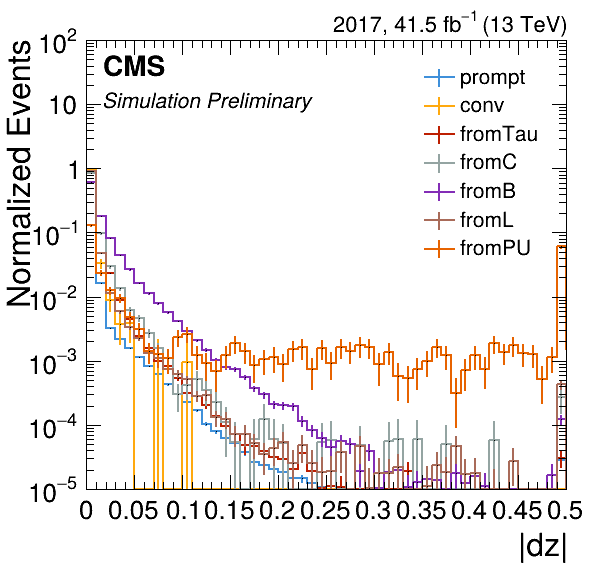 2017, 41.5 fb⁻¹ (13 TeV)
CMS
Simulation Preliminary
Normalized Events
10²
10
1
10⁻¹
10⁻²
10⁻³
10⁻⁴
10⁻⁵
prompt
conv
fromTau
fromC
fromB
fromL
fromPU
0 0.05 0.10 0.15 0.2 0.25 0.3 0.35 0.4 0.45 0.5
|dz|